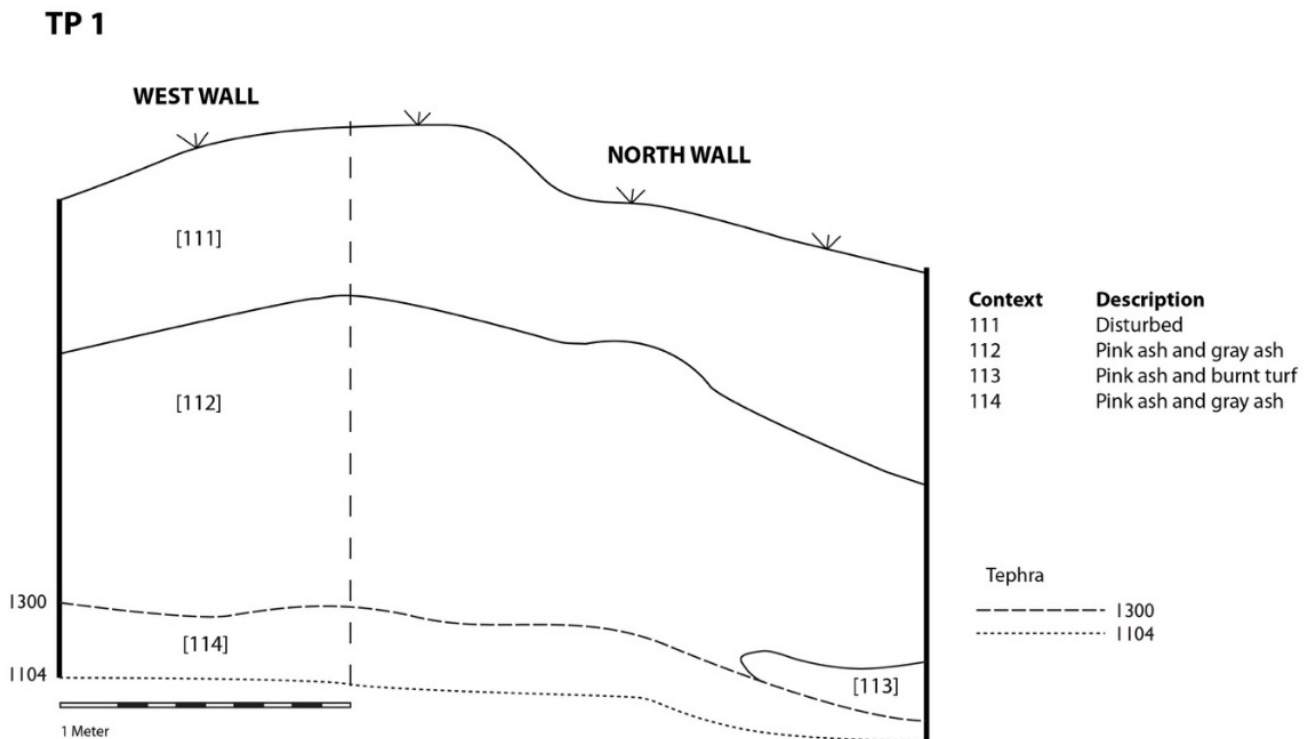 TP 1
WEST WALL
NORTH WALL
[111]
[112]
[114]
[113]
1300
1104
1 Meter
Context Description
111 Disturbed
112 Pink ash and gray ash
113 Pink ash and burnt turf
114 Pink ash and gray ash
Tephra
1300
1104